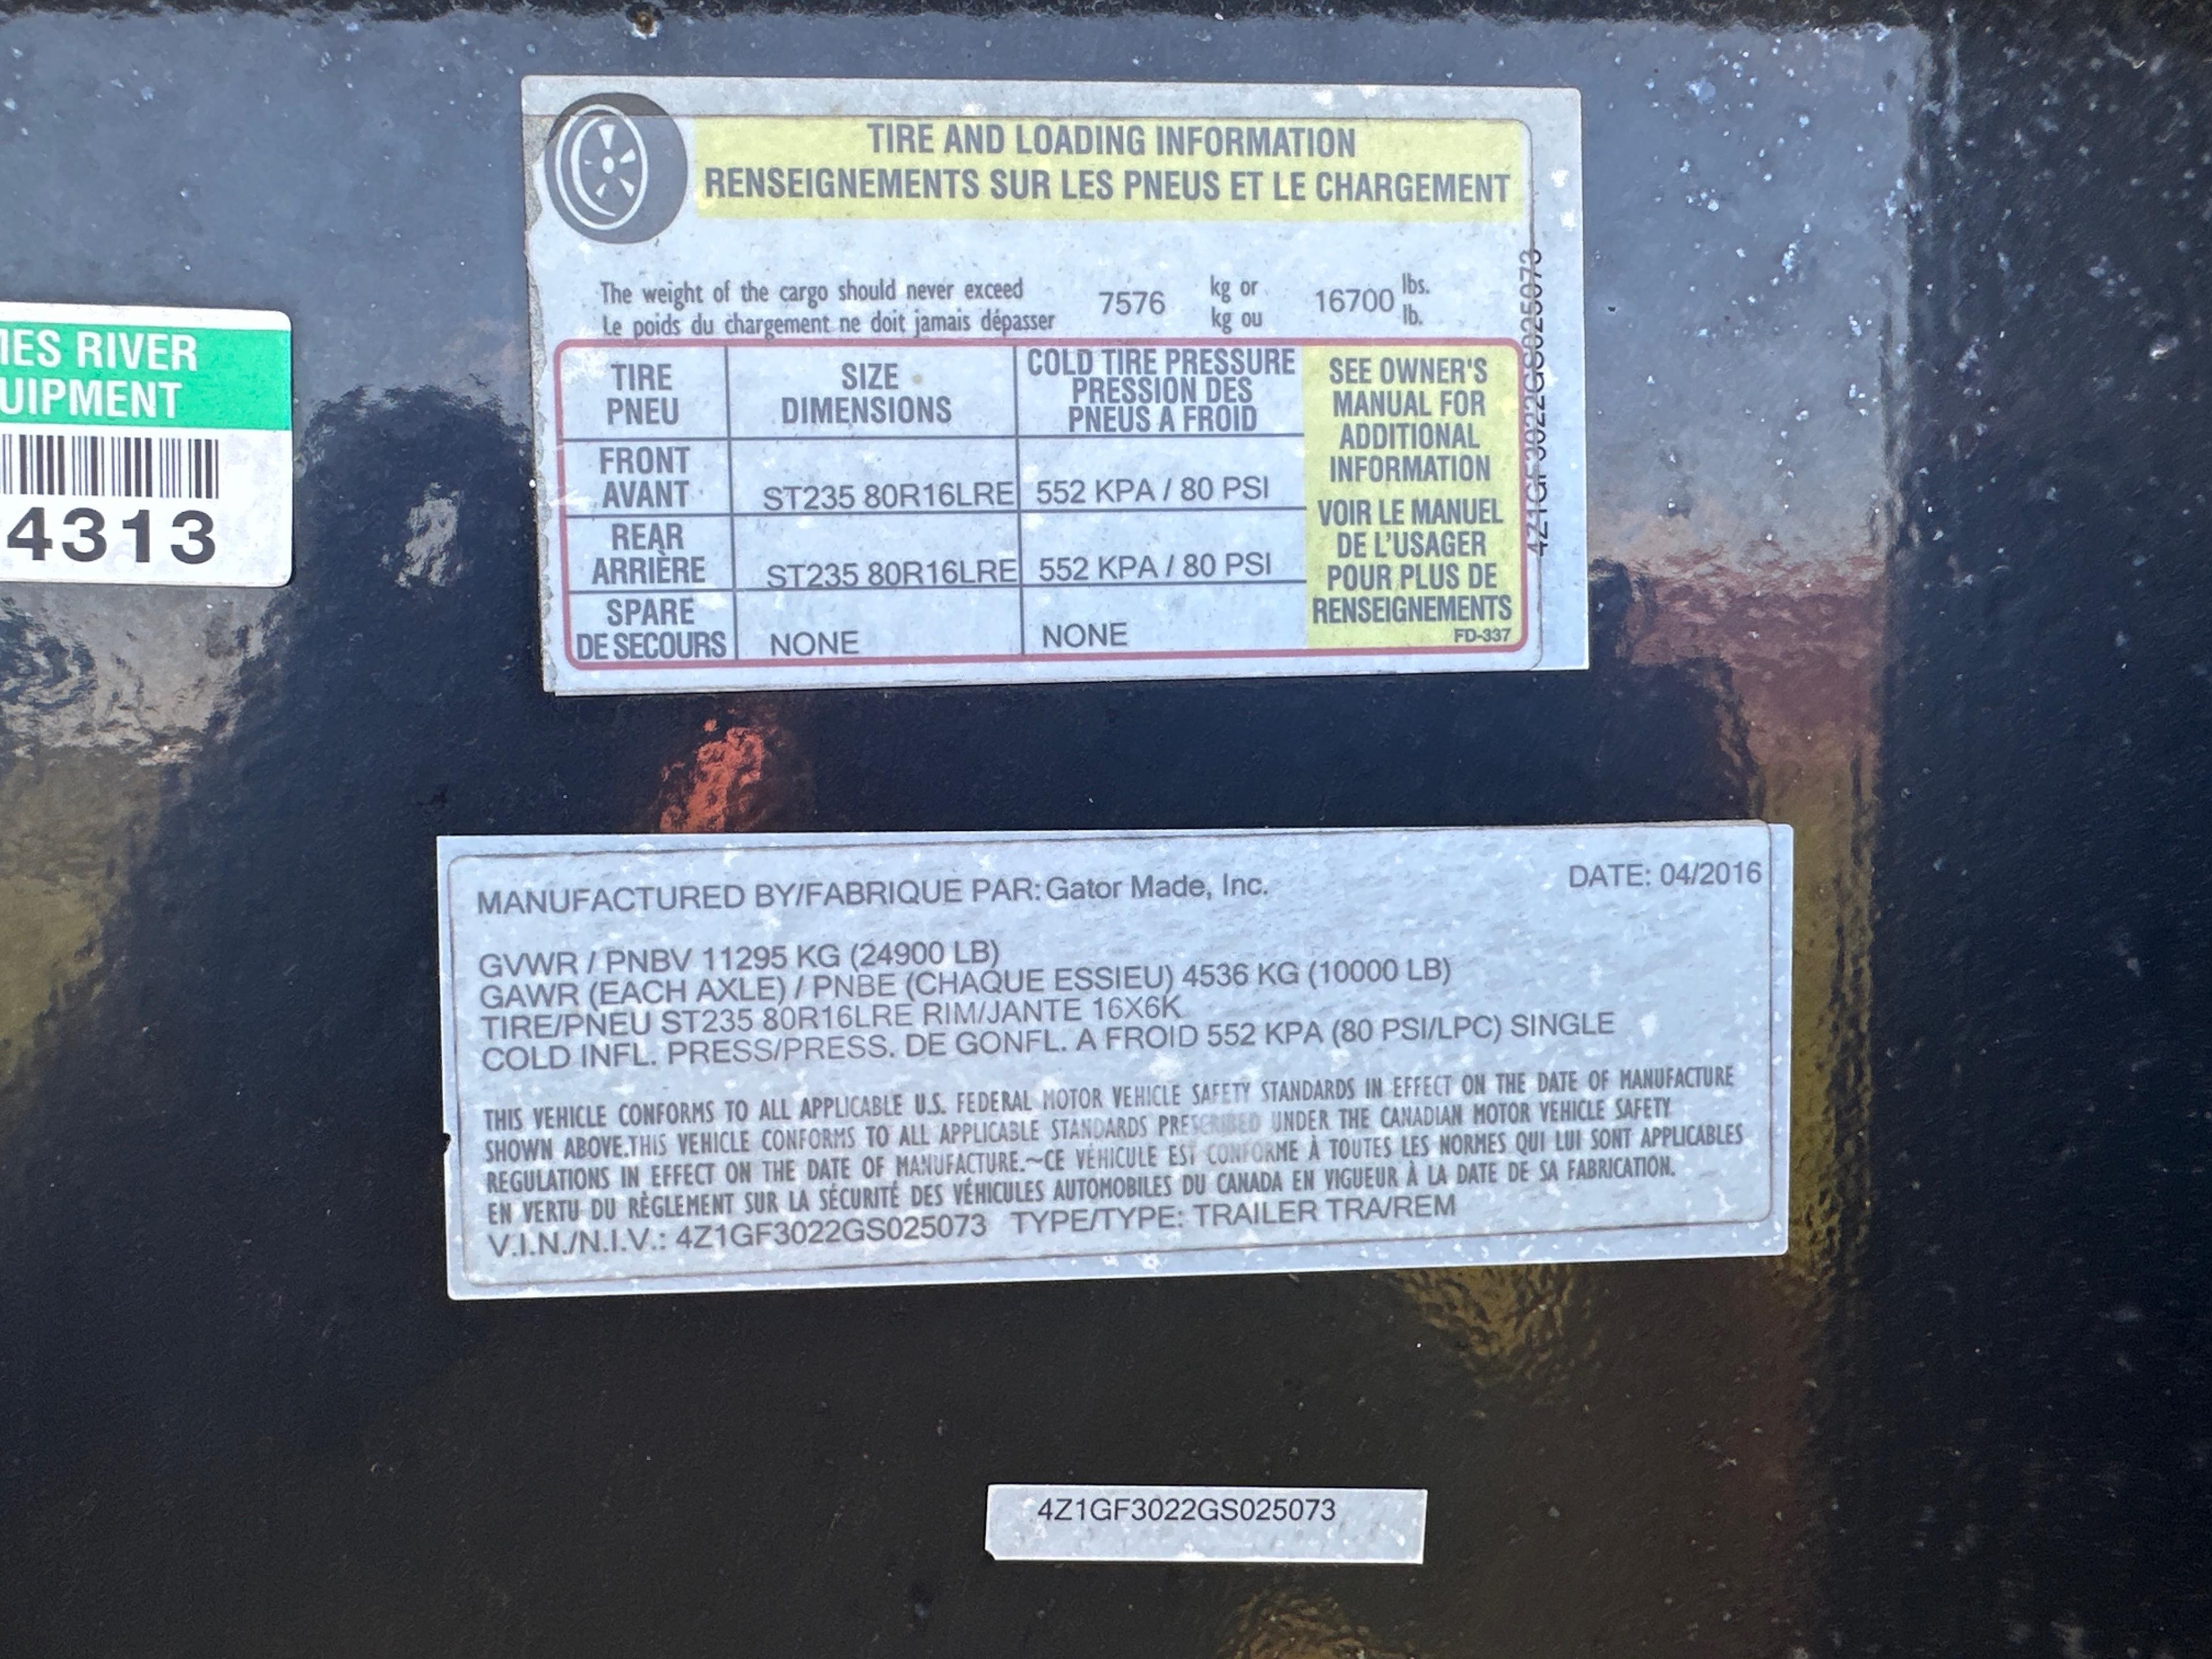 TIRE AND LOADING INFORMATION
RENSEIGNEMENTS SUR LES PNEUS ET LE CHARGEMENT
The weight of the cargo should never exceed 7576 kg or 16700 lbs.
Le poids du chargement ne doit jamais dépasser kg ou lb.
TIRE PNEU
SIZE DIMENSIONS
COLD TIRE PRESSURE
PRESSION DES
PNEUS A FROID
FRONT
AVANT ST235 80R16LRE 552 KPA / 80 PSI
REAR
ARRIÈRE ST235 80R16LRE 552 KPA / 80 PSI
SPARE
DE SECOURS NONE NONE
SEE OWNER'S
MANUAL FOR
ADDITIONAL
INFORMATION
VOIR LE MANUEL
DE L'USAGER
POUR PLUS DE
RENSEIGNEMENTS
FD-337
4Z1GF3022GS025073
IES RIVER
UIPMENT
4313
MANUFACTURED BY/FABRIQUE PAR: Gator Made, Inc. DATE: 04/2016
GVWR / PNBV 11295 KG (24900 LB)
GAWR (EACH AXLE) / PNBE (CHAQUE ESSIEU) 4536 KG (10000 LB)
TIRE/PNEU ST235 80R16LRE RIM/JANTE 16X6K
COLD INFL. PRESS/PRESS. DE GONFL. A FROID 552 KPA (80 PSI/LPC) SINGLE
THIS VEHICLE CONFORMS TO ALL APPLICABLE U.S. FEDERAL MOTOR VEHICLE SAFETY STANDARDS IN EFFECT ON THE DATE OF MANUFACTURE
SHOWN ABOVE.THIS VEHICLE CONFORMS TO ALL APPLICABLE STANDARDS PRESCRIBED UNDER THE CANADIAN MOTOR VEHICLE SAFETY
REGULATIONS IN EFFECT ON THE DATE OF MANUFACTURE.~CE VÉHICULE EST CONFORME À TOUTES LES NORMES QUI LUI SONT APPLICABLES
EN VERTU DU RÈGLEMENT SUR LA SÉCURITÉ DES VÉHICULES AUTOMOBILES DU CANADA EN VIGUEUR À LA DATE DE SA FABRICATION.
V.I.N./N.I.V.: 4Z1GF3022GS025073 TYPE/TYPE: TRAILER TRA/REM
4Z1GF3022GS025073